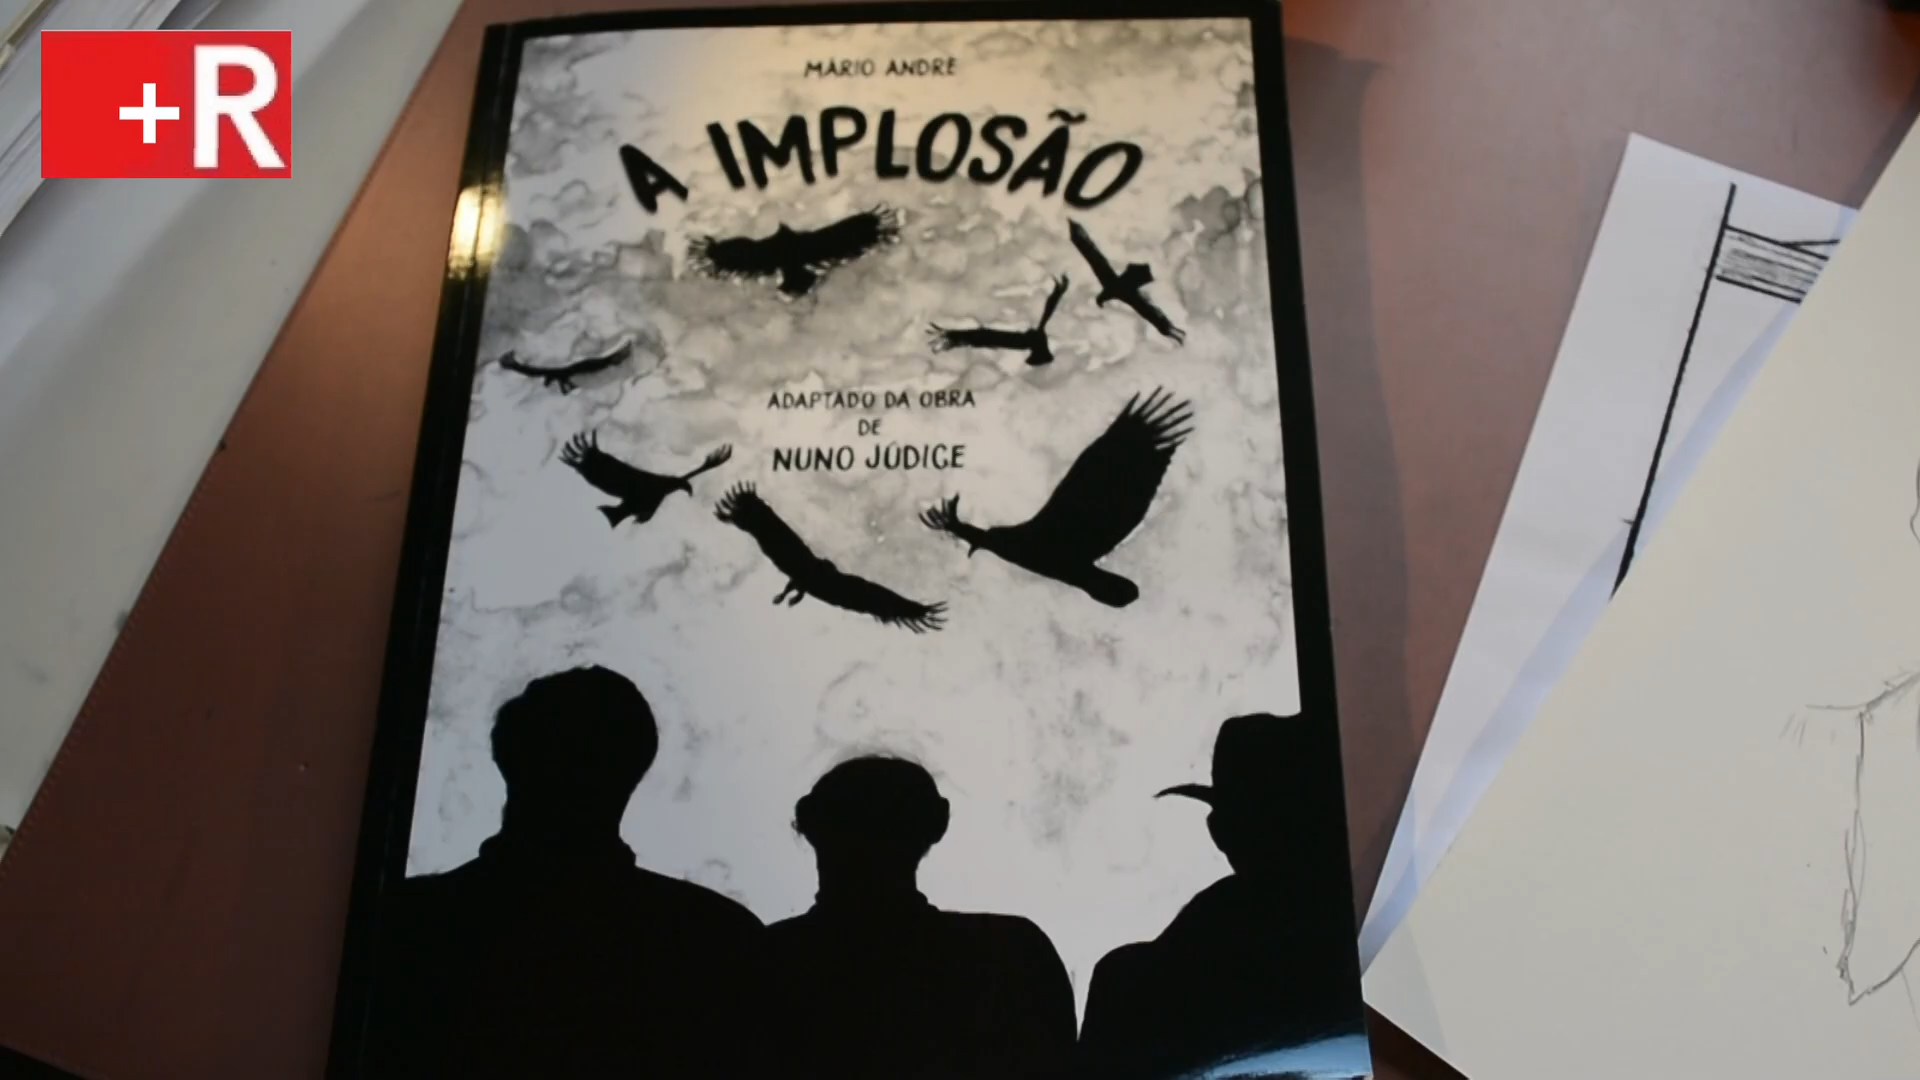 +R
MÁRIO ANDRÉ
A IMPLOSÃO
ADAPTADO DA OBRA
DE
NUNO JÚDICE